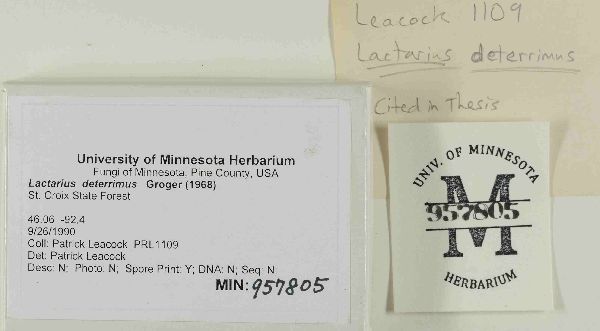 Leacock 1109
Lactarius deterrimus
Cited in Thesis
University of Minnesota Herbarium
Fungi of Minnesota. Pine County, USA
Lactarius deterrimus Groger (1968)
St. Croix State Forest
46.06 -92.4
9/26/1990
Coll: Patrick Leacock PRL1109
Det: Patrick Leacock
Desc: N; Photo: N; Spore Print: Y; DNA: N; Seq: N
MIN: 957805
UNIV. OF MINNESOTA
M
957805
HERBARIUM